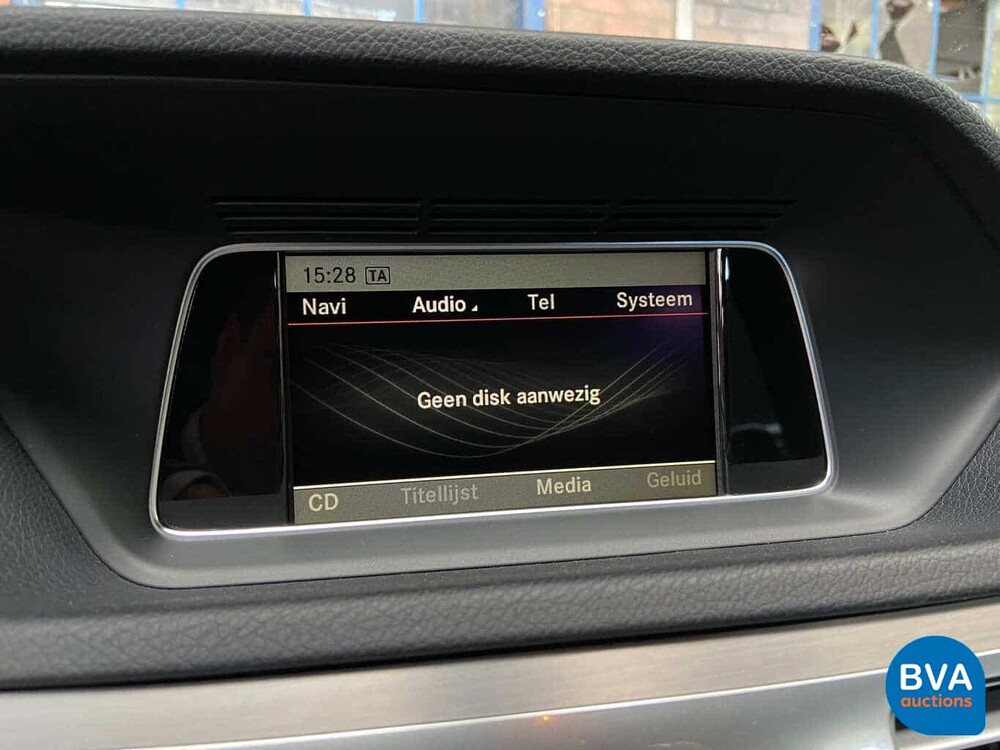 15:28 TA
Navi Audio Tel Systeem
Geen disk aanwezig
CD Titellijst Media Geluid
BVA
auctions